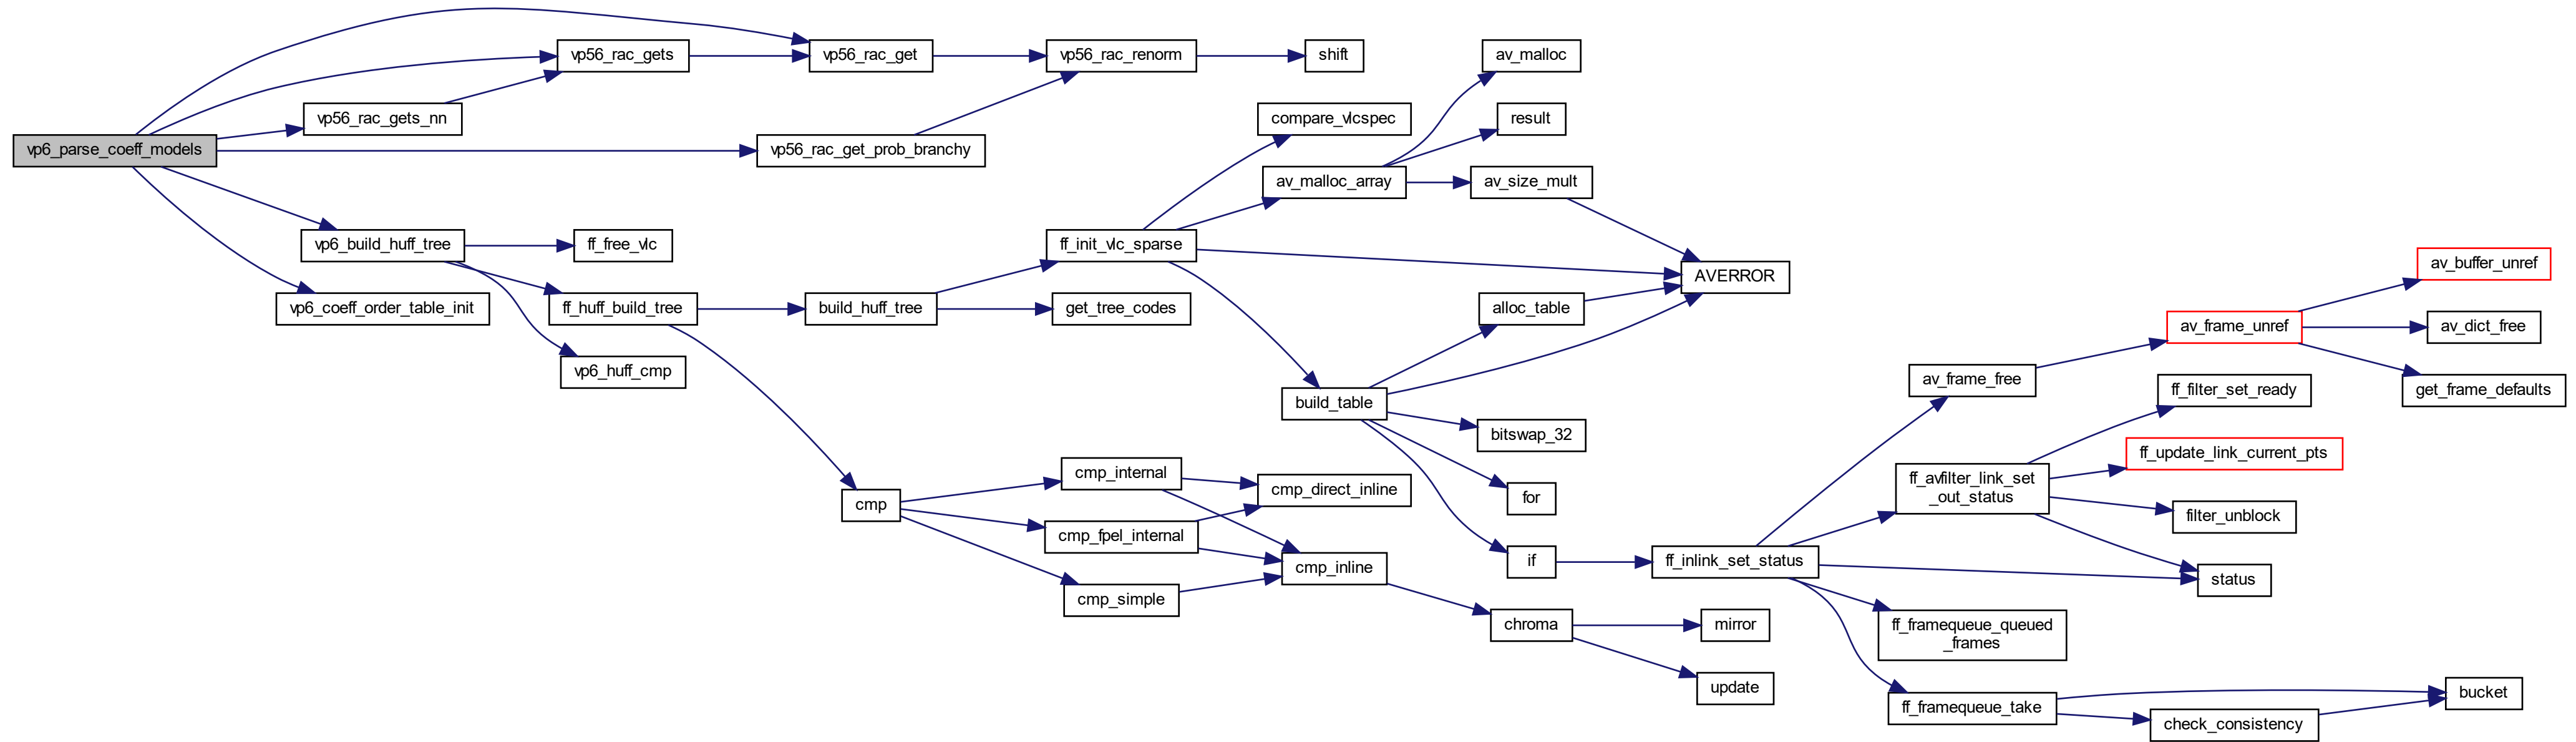 vp6_parse_coeff_models
vp56_rac_gets
vp56_rac_get
vp56_rac_renorm
shift
vp56_rac_gets_nn
vp56_rac_get_prob_branchy
vp6_build_huff_tree
ff_free_vlc
vp6_coeff_order_table_init
ff_huff_build_tree
vp6_huff_cmp
build_huff_tree
get_tree_codes
ff_init_vlc_sparse
compare_vlcspec
av_malloc_array
av_malloc
result
av_size_mult
AVERROR
alloc_table
build_table
bitswap_32
for
if
cmp
cmp_internal
cmp_fpel_internal
cmp_simple
cmp_direct_inline
cmp_inline
chroma
mirror
update
ff_inlink_set_status
av_frame_free
ff_avfilter_link_set
_out_status
ff_framequeue_queued
_frames
ff_framequeue_take
av_frame_unref
av_buffer_unref
av_dict_free
get_frame_defaults
ff_filter_set_ready
ff_update_link_current_pts
filter_unblock
status
check_consistency
bucket